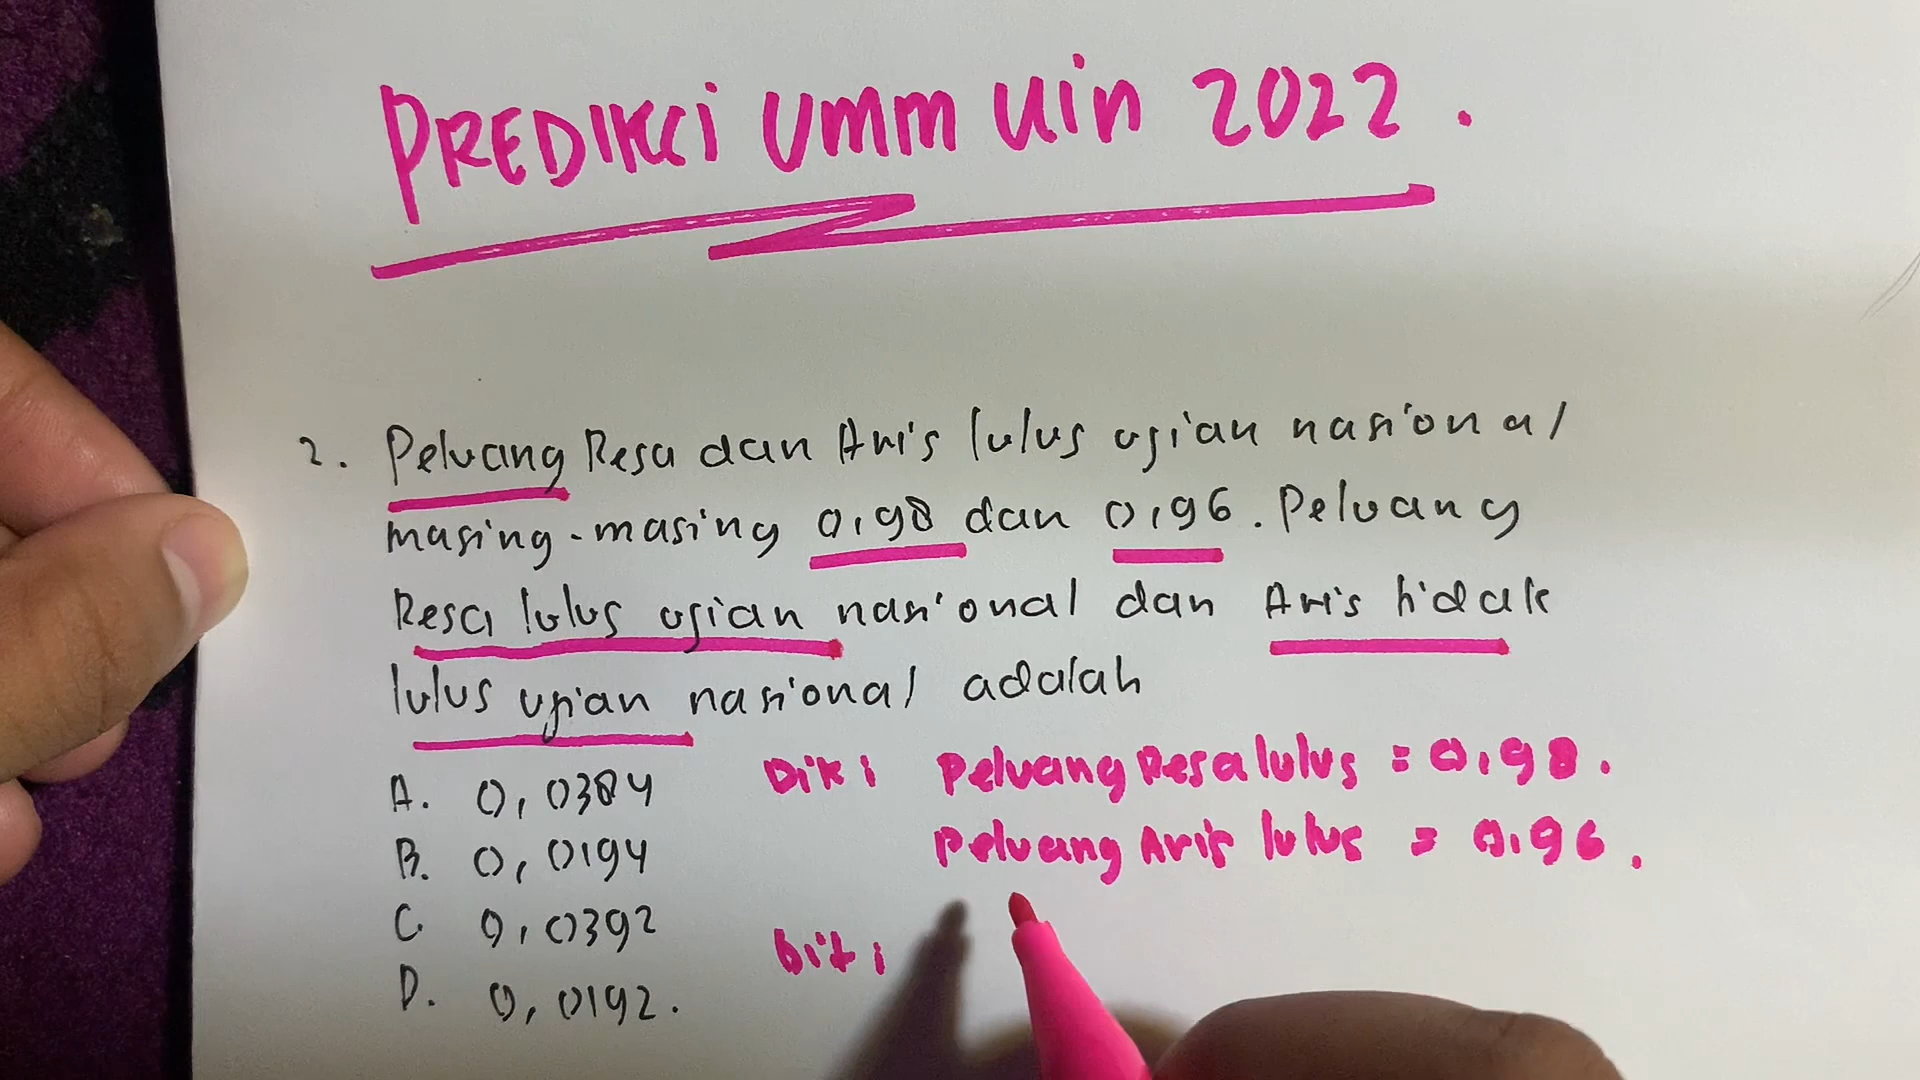 PREDIKCi UMM UiN 2022.
2. Peluang Resa dan Aris lulus ujian nasional
masing-masing 0,98 dan 0,96. Peluang
Resa lulus ujian nasional dan Aris tidak
lulus ujian nasional adalah
A. 0,0384
B. 0,0194
C 0,0392
D. 0,0192.
Dik : Peluang Resa lulus = 0,98.
Peluang Aris lulus = 0,96.
Dit :